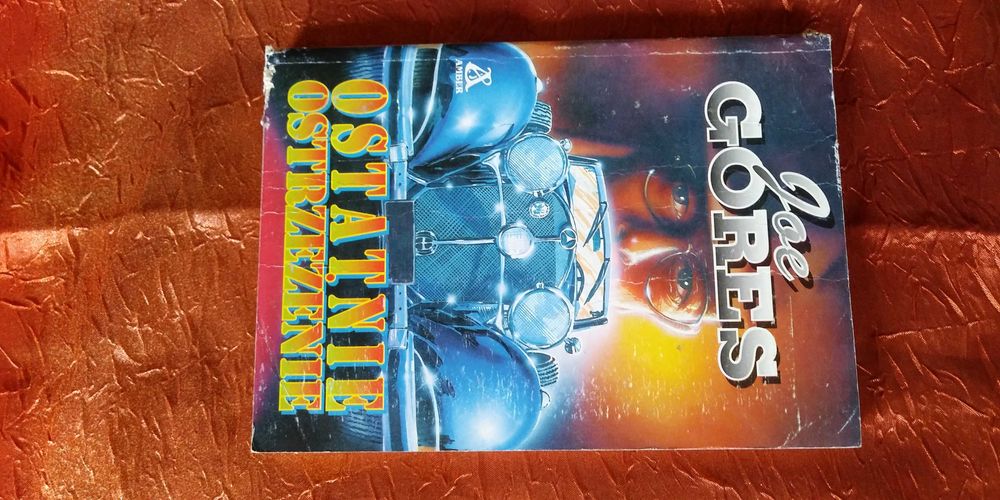 Joe
GORES
AMBER
OSTATNIE
OSTRZEŻENIE